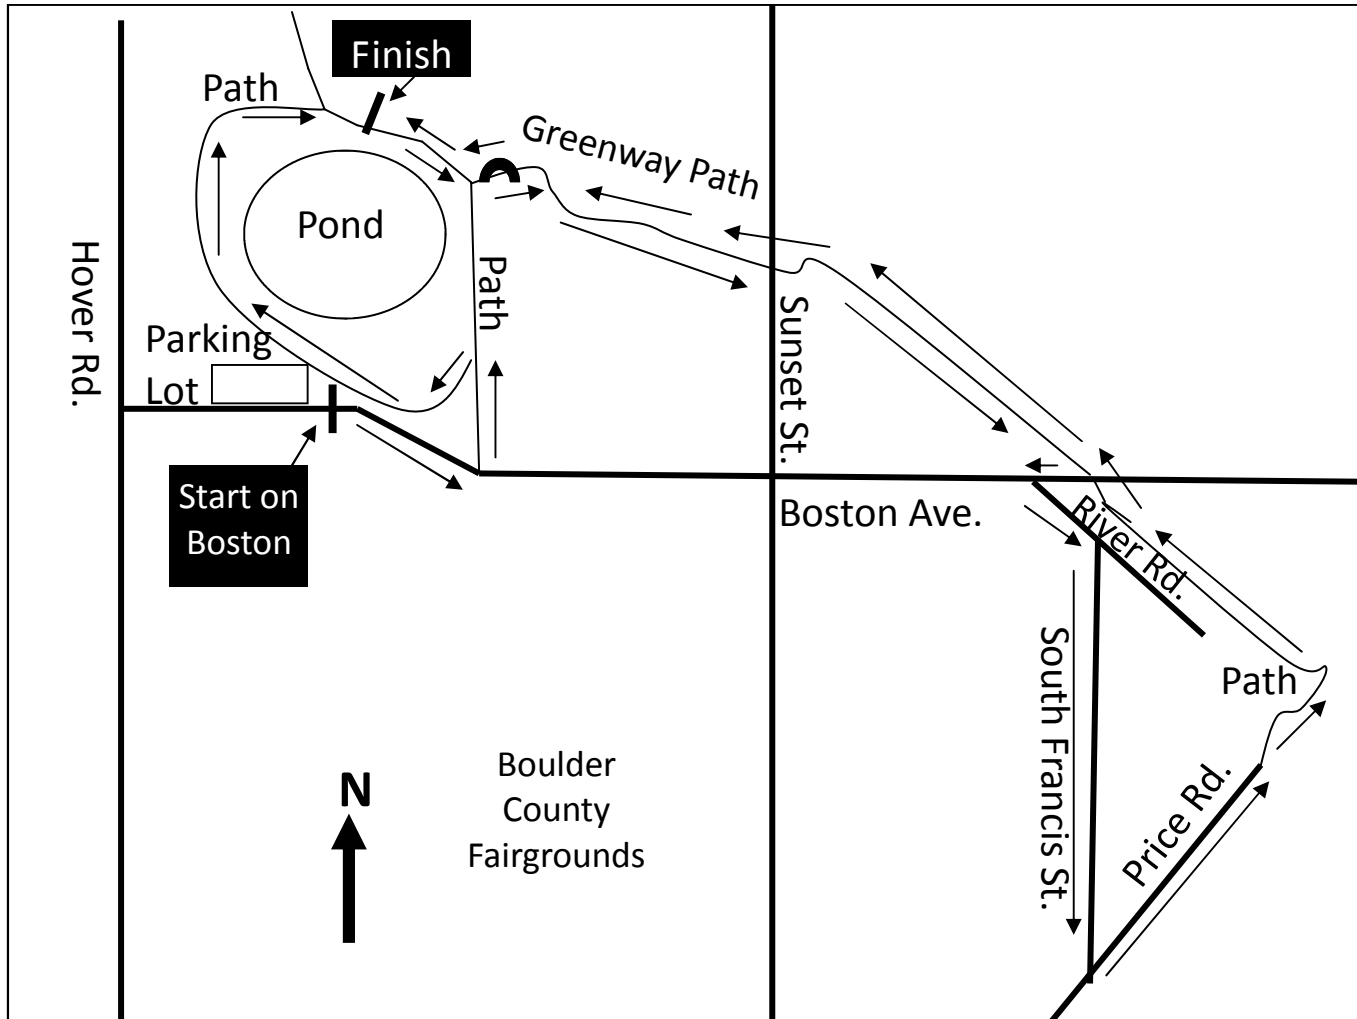 Finish
Path
Greenway Path
Pond
Hover Rd.
Path
Sunset St.
Parking
Lot
Start on
Boston
Boston Ave.
River Rd.
South Francis St.
Path
Price Rd.
N
Boulder
County
Fairgrounds